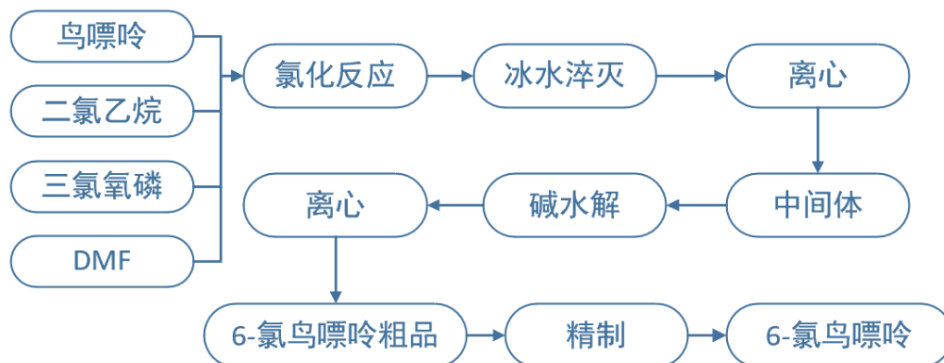 鸟嘌呤
二氯乙烷
三氯氧磷
DMF
氯化反应
冰水淬灭
离心
中间体
碱水解
离心
6-氯鸟嘌呤粗品
精制
6-氯鸟嘌呤